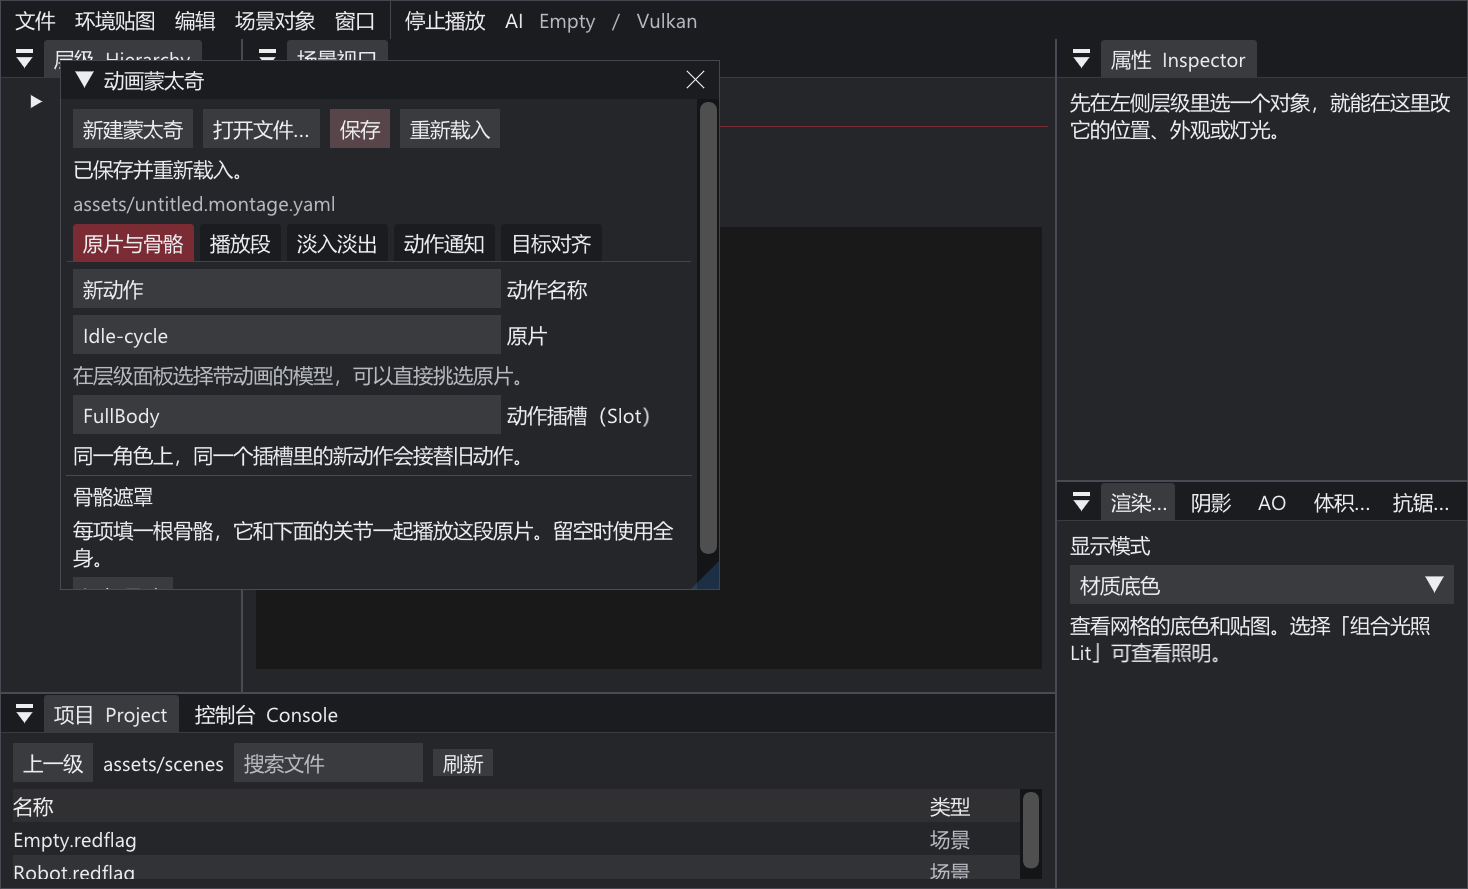 文件 环境贴图 编辑 场景对象 窗口 停止播放 AI Empty / Vulkan
层级 Hierarchy
场景视口
属性 Inspector
先在左侧层级里选一个对象，就能在这里改
它的位置、外观或灯光。
动画蒙太奇
新建蒙太奇 打开文件... 保存 重新载入
已保存并重新载入。
assets/untitled.montage.yaml
原片与骨骼 播放段 淡入淡出 动作通知 目标对齐
新动作 动作名称
Idle-cycle 原片
在层级面板选择带动画的模型，可以直接挑选原片。
FullBody 动作插槽（Slot）
同一角色上，同一个插槽里的新动作会接替旧动作。
骨骼遮罩
每项填一根骨骼，它和下面的关节一起播放这段原片。留空时使用全
身。
渲染... 阴影 AO 体积... 抗锯...
显示模式
材质底色
查看网格的底色和贴图。选择「组合光照
Lit」可查看照明。
项目 Project 控制台 Console
上一级 assets/scenes 搜索文件 刷新
名称 类型
Empty.redflag 场景
Robot.redflag 场景